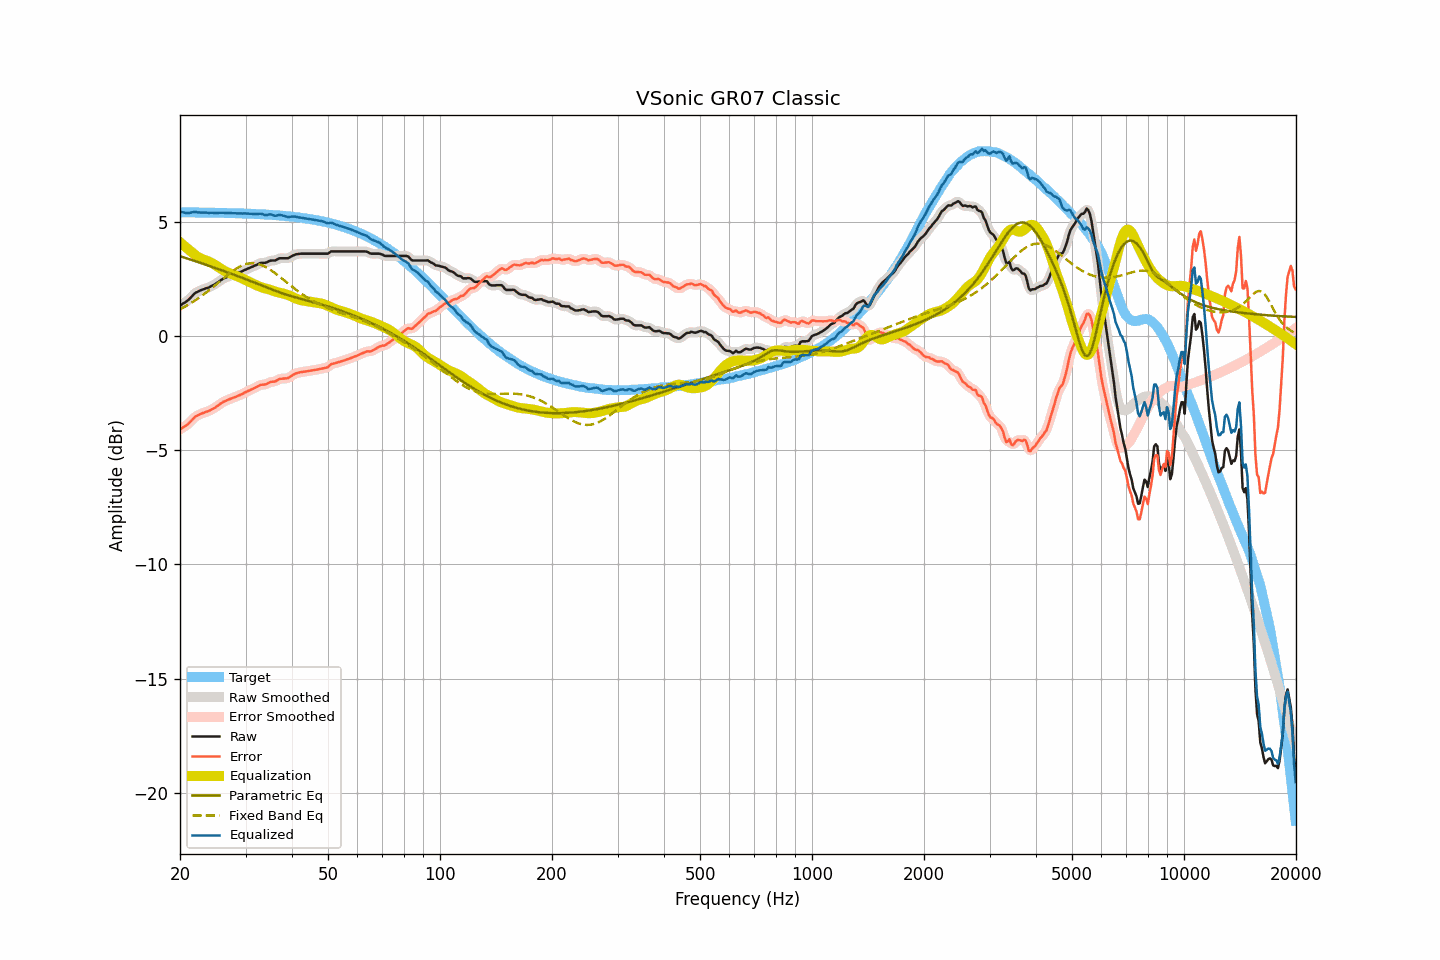 VSonic GR07 Classic
Amplitude (dBr)
5
0
−5
−10
−15
−20
Target
Raw Smoothed
Error Smoothed
Raw
Error
Equalization
Parametric Eq
Fixed Band Eq
Equalized
20 50 100 200 500 1000 2000 5000 10000 20000
Frequency (Hz)